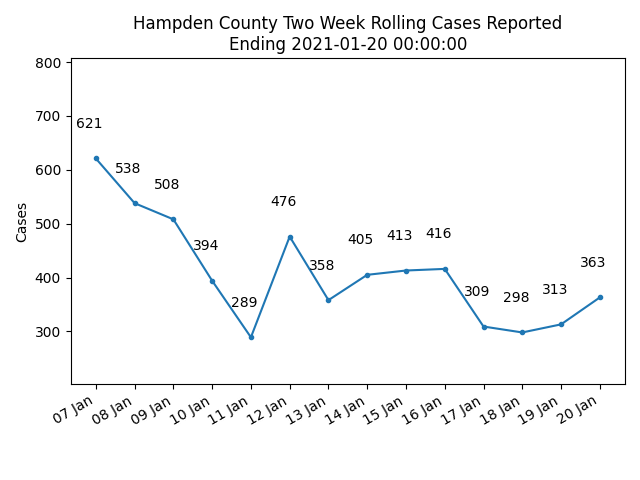 Hampden County Two Week Rolling Cases Reported
Ending 2021-01-20 00:00:00
800
700
600
500
400
300
Cases
621
538
508
394
289
476
358
405
413
416
309
298
313
363
07 Jan
08 Jan
09 Jan
10 Jan
11 Jan
12 Jan
13 Jan
14 Jan
15 Jan
16 Jan
17 Jan
18 Jan
19 Jan
20 Jan